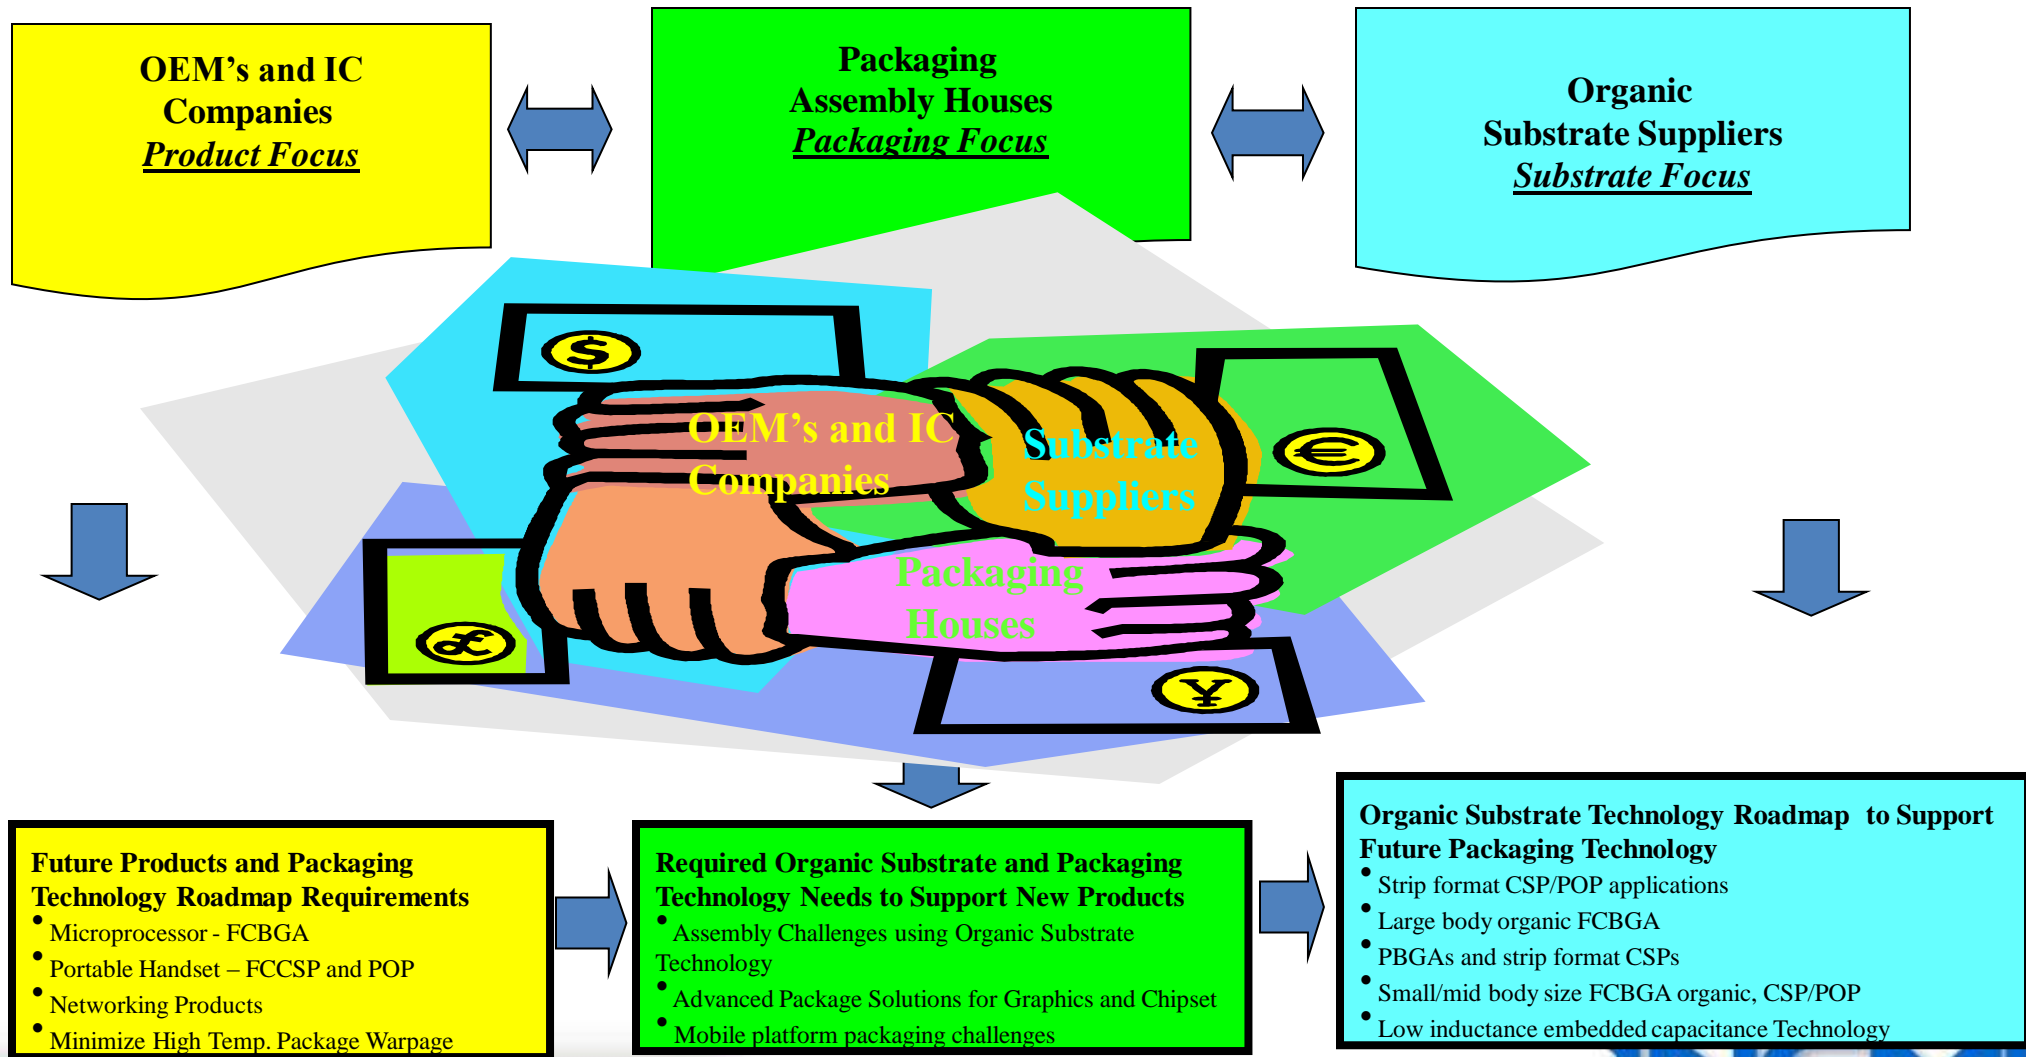 OEM’s and IC
Companies
Product Focus
Packaging
Assembly Houses
Packaging Focus
Organic
Substrate Suppliers
Substrate Focus
$
€
OEM’s and IC
Companies
Substrate
Suppliers
Packaging
Houses
£
¥
Future Products and Packaging
Technology Roadmap Requirements
• Microprocessor - FCBGA
• Portable Handset – FCCSP and POP
• Networking Products
• Minimize High Temp. Package Warpage
Required Organic Substrate and Packaging
Technology Needs to Support New Products
• Assembly Challenges using Organic Substrate
Technology
• Advanced Package Solutions for Graphics and Chipset
• Mobile platform packaging challenges
Organic Substrate Technology Roadmap to Support
Future Packaging Technology
• Strip format CSP/POP applications
• Large body organic FCBGA
• PBGAs and strip format CSPs
• Small/mid body size FCBGA organic, CSP/POP
• Low inductance embedded capacitance Technology